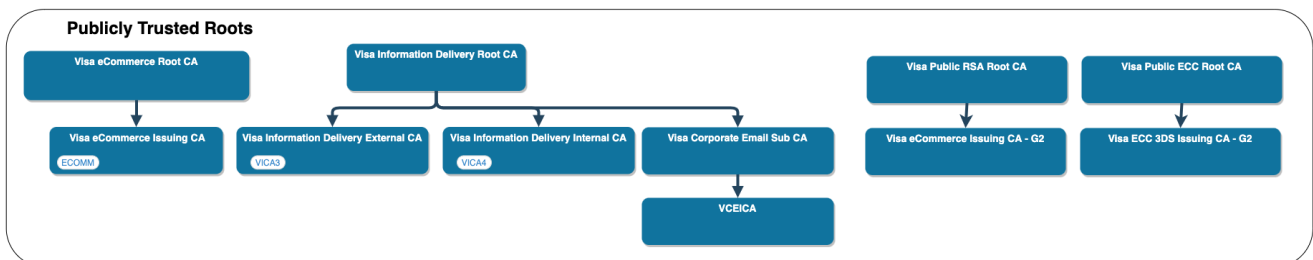 Publicly Trusted Roots
Visa eCommerce Root CA
Visa Information Delivery Root CA
Visa Public RSA Root CA
Visa Public ECC Root CA
Visa eCommerce Issuing CA
ECOMM
Visa Information Delivery External CA
VICA3
Visa Information Delivery Internal CA
VICA4
Visa Corporate Email Sub CA
Visa eCommerce Issuing CA - G2
Visa ECC 3DS Issuing CA - G2
VCEICA